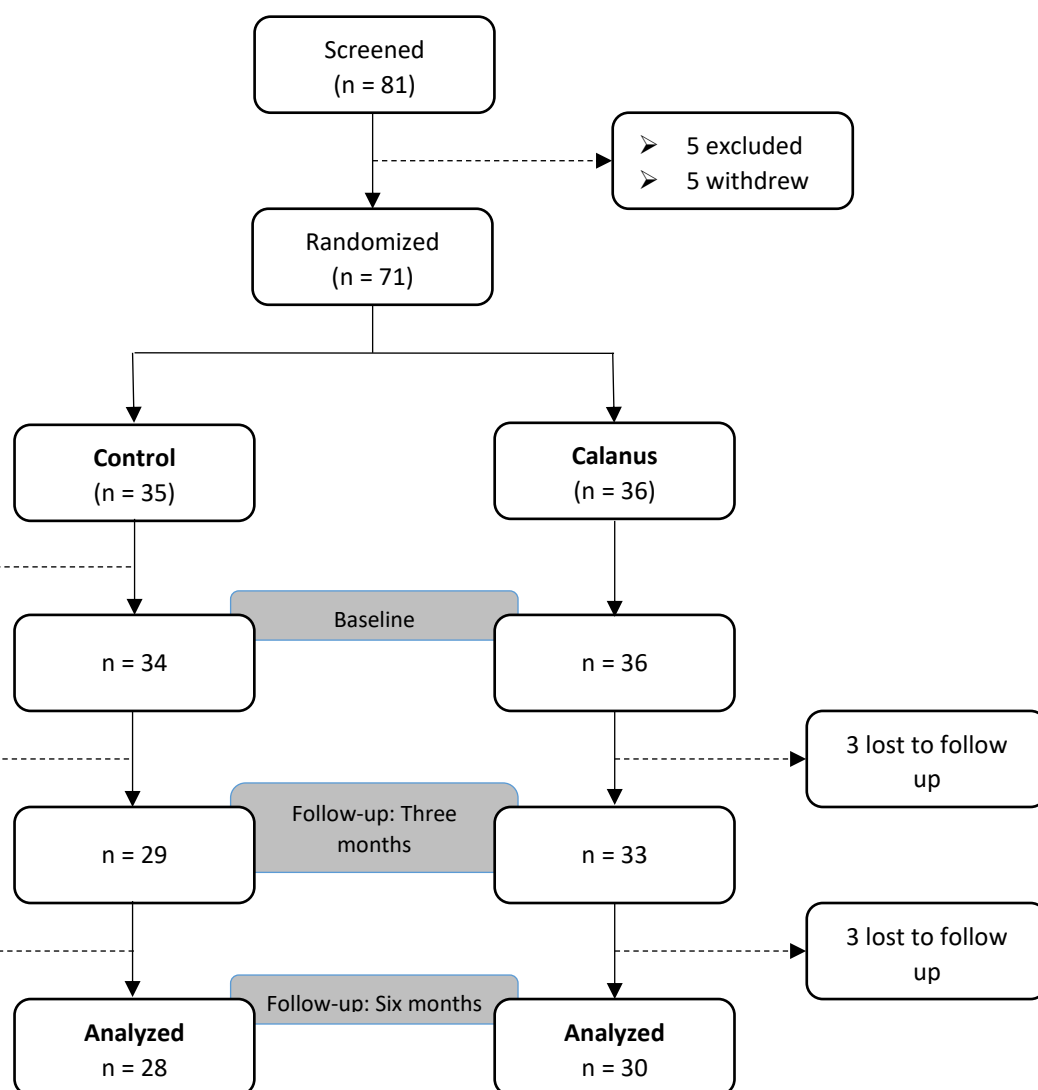 Screened
(n = 81)
➢ 5 excluded
➢ 5 withdrew
Randomized
(n = 71)
Control
(n = 35)
Calanus
(n = 36)
Baseline
n = 34
n = 36
3 lost to follow
up
Follow-up: Three
months
n = 29
n = 33
3 lost to follow
up
Follow-up: Six months
Analyzed
n = 28
Analyzed
n = 30